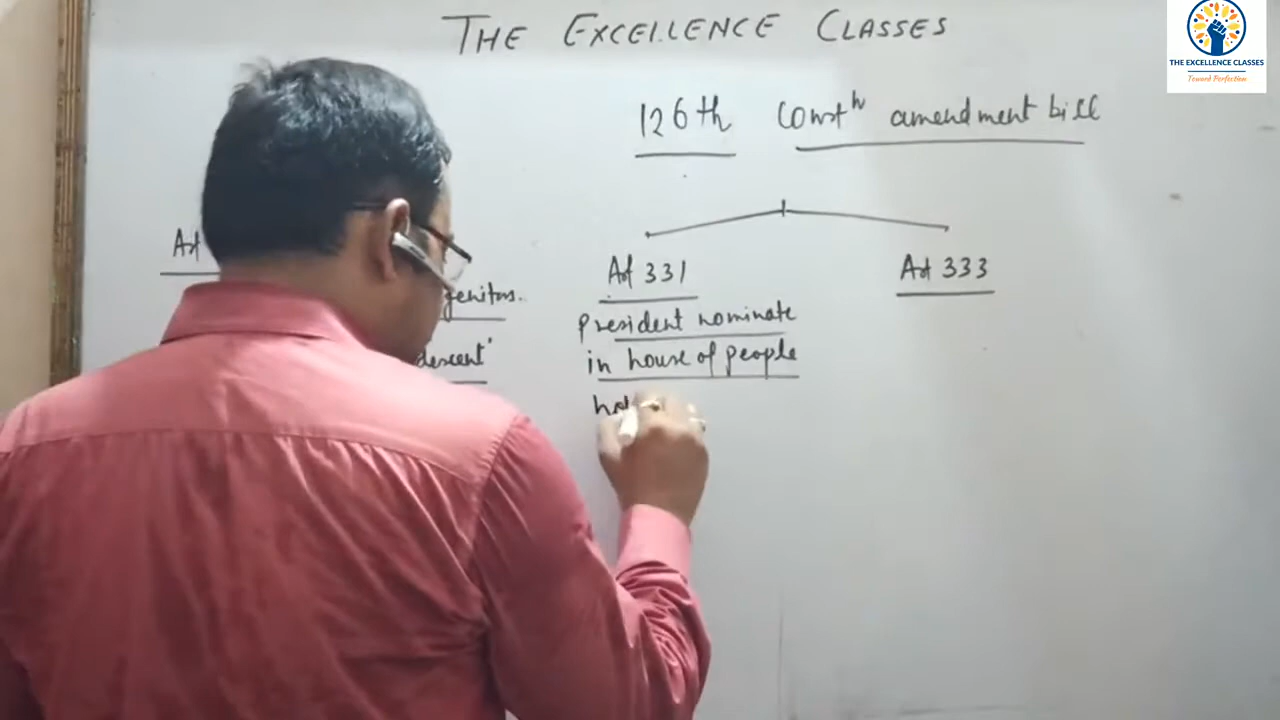 THE EXCELLENCE CLASSES
THE EXCELLENCE CLASSES
Toward Perfection
126th Constn amendment bill
Art 331
Art 333
president nominate
in house of people
descent'